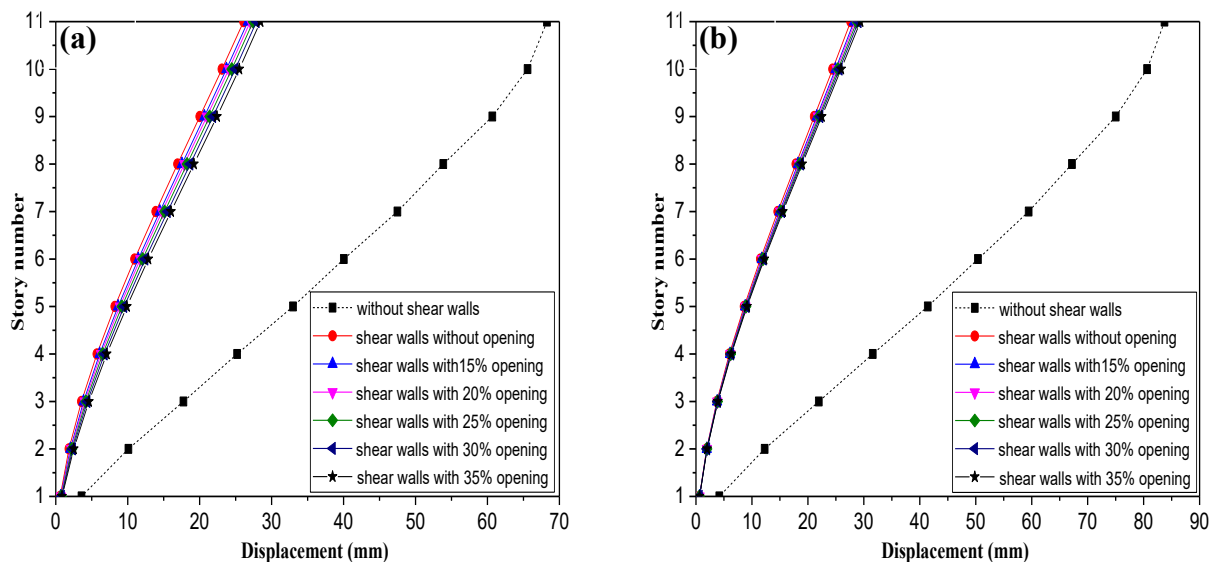 (a)
11
10
9
8
7
6
5
4
3
2
1
Story number
without shear walls
shear walls without opening
shear walls with15% opening
shear walls with 20% opening
shear walls with 25% opening
shear walls with 30% opening
shear walls with 35% opening
0 10 20 30 40 50 60 70
Displacement (mm)
(b)
11
10
9
8
7
6
5
4
3
2
1
Story number
without shear walls
shear walls without opening
shear walls with15% opening
shear walls with 20% opening
shear walls with 25% opening
shear walls with 30% opening
shear walls with 35% opening
0 10 20 30 40 50 60 70 80 90
Displacement (mm)